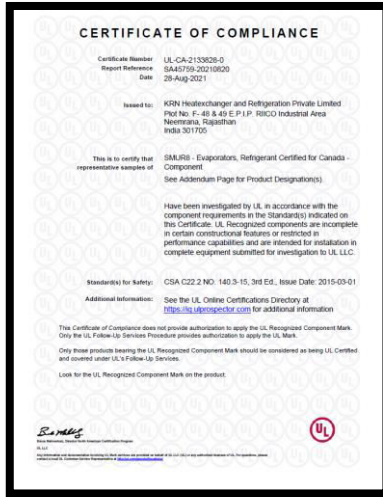 CERTIFICATE OF COMPLIANCE
Certificate Number UL-CA-2133828-0
Report Reference SA45759-20210820
Date 28-Aug-2021
Issued to: KRN Heatexchanger and Refrigeration Private Limited
Plot No. F- 48 & 49 E.P.I.P. RIICO Industrial Area
Neemrana, Rajasthan
India 301705
This is to certify that SMUR8 - Evaporators, Refrigerant Certified for Canada -
representative samples of Component
See Addendum Page for Product Designation(s).
Have been investigated by UL in accordance with the
component requirements in the Standard(s) indicated on
this Certificate. UL Recognized components are incomplete
in certain constructional features or restricted in
performance capabilities and are intended for installation in
complete equipment submitted for investigation to UL LLC.
Standard(s) for Safety: CSA C22.2 NO. 140.3-15, 3rd Ed., Issue Date: 2015-03-01
Additional Information: See the UL Online Certifications Directory at
https://iq.ulprospector.com for additional information
This Certificate of Compliance does not provide authorization to apply the UL Recognized Component Mark.
Only the UL Follow-Up Services Procedure provides authorization to apply the UL Mark.
Only those products bearing the UL Recognized Component Mark should be considered as being UL Certified
and covered under UL's Follow-Up Services.
Look for the UL Recognized Component Mark on the product.
UL